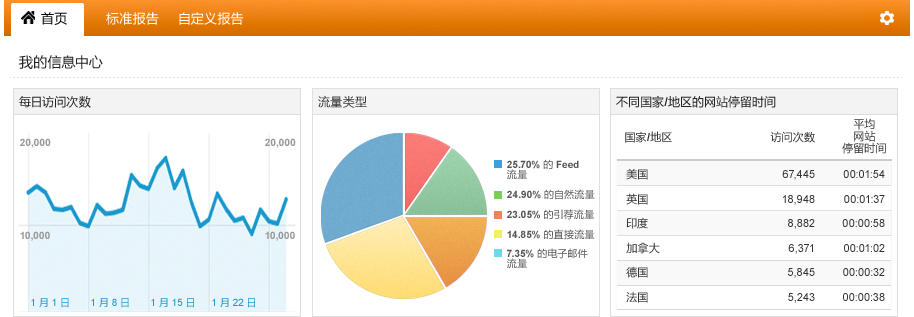 首页 标准报告 自定义报告
我的信息中心
每日访问次数
20,000 20,000
10,000 10,000
1 月 1 日 1 月 8 日 1 月 15 日 1 月 22 日
流量类型
25.70% 的 Feed
流量
24.90% 的自然流量
23.05% 的引荐流量
14.85% 的直接流量
7.35% 的电子邮件
流量
不同国家/地区的网站停留时间
平均
网站
国家/地区 访问次数 停留时间
美国 67,445 00:01:54
英国 18,948 00:01:37
印度 8,882 00:00:58
加拿大 6,371 00:01:02
德国 5,845 00:00:32
法国 5,243 00:00:38